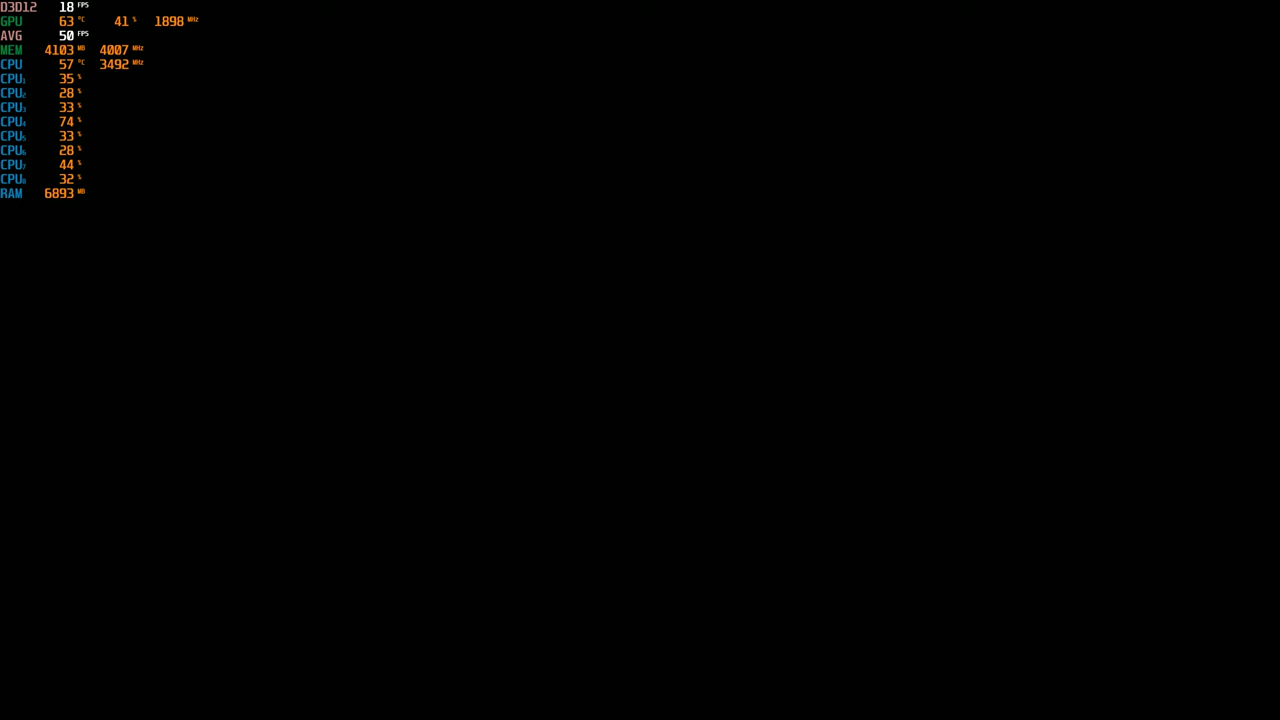 D3D12 18 FPS
GPU 63 °C 41 % 1898 MHz
AVG 50 FPS
MEM 4103 MB 4007 MHz
CPU 57 °C 3492 MHz
CPU1 35 %
CPU2 28 %
CPU3 33 %
CPU4 74 %
CPU5 33 %
CPU6 28 %
CPU7 44 %
CPU8 32 %
RAM 6893 MB